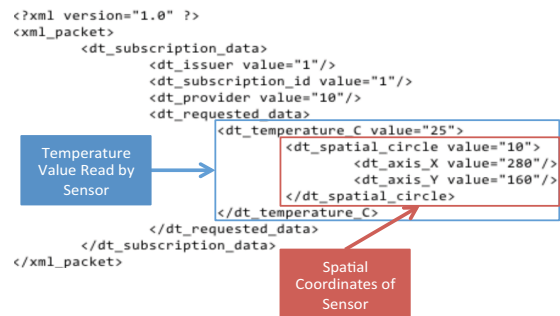 <?xml version="1.0" ?>
<xml_packet>
<dt_subscription_data>
<dt_issuer value="1"/>
<dt_subscription_id value="1"/>
<dt_provider value="10"/>
<dt_requested_data>
<dt_temperature_C value="25">
<dt_spatial_circle value="10">
<dt_axis_X value="280"/>
<dt_axis_Y value="160"/>
</dt_spatial_circle>
</dt_temperature_C>
</dt_requested_data>
</dt_subscription_data>
</xml_packet>
Temperature
Value Read by
Sensor
Spatial
Coordinates of
Sensor